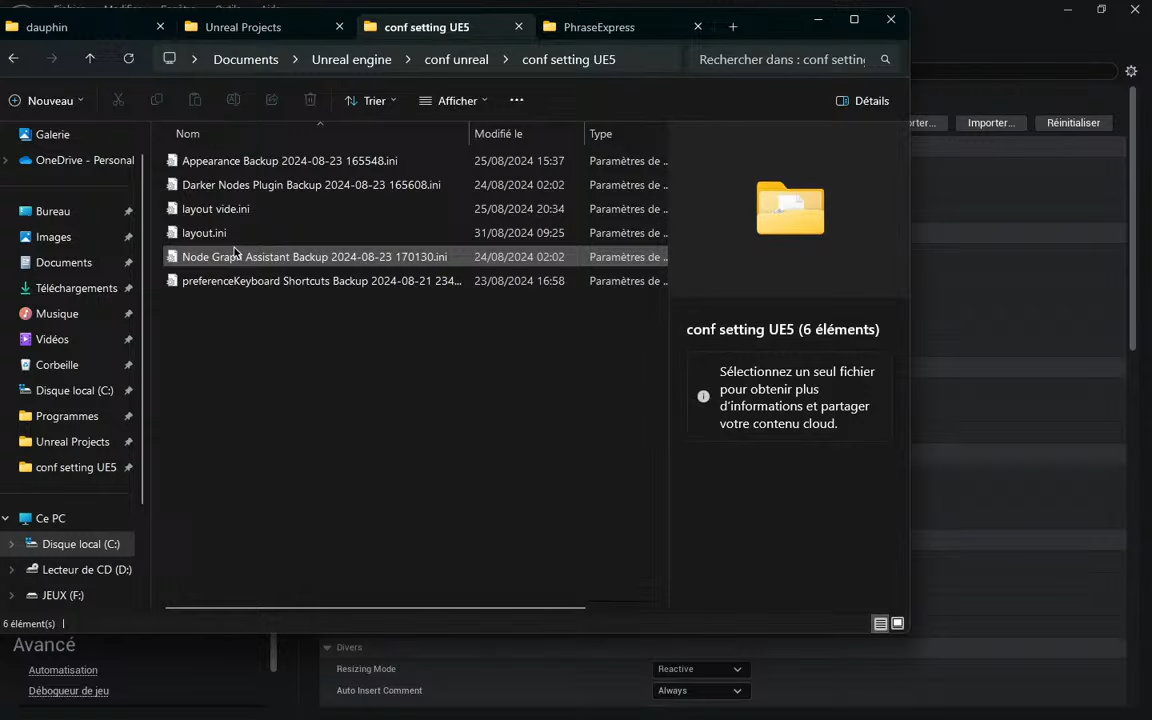 dauphin
Unreal Projects
conf setting UE5
PhraseExpress
Documents
Unreal engine
conf unreal
conf setting UE5
Rechercher dans : conf setting
Nouveau
Trier
Afficher
Détails
rter...
Importer...
Réinitialiser
Galerie
OneDrive - Personal
Bureau
Images
Documents
Téléchargements
Musique
Vidéos
Corbeille
Disque local (C:)
Programmes
Unreal Projects
conf setting UE5
Ce PC
Disque local (C:)
Lecteur de CD (D:)
JEUX (F:)
Nom
Modifié le
Type
Appearance Backup 2024-08-23 165548.ini 25/08/2024 15:37 Paramètres de ..
Darker Nodes Plugin Backup 2024-08-23 165608.ini 24/08/2024 02:02 Paramètres de ..
layout vide.ini 25/08/2024 20:34 Paramètres de ..
layout.ini 31/08/2024 09:25 Paramètres de ..
Node Graph Assistant Backup 2024-08-23 170130.ini 24/08/2024 02:02 Paramètres de ..
preferenceKeyboard Shortcuts Backup 2024-08-21 234... 23/08/2024 16:58 Paramètres de ..
conf setting UE5 (6 éléments)
Sélectionnez un seul fichier
pour obtenir plus
d'informations et partager
votre contenu cloud.
6 élément(s)
Avancé
Automatisation
Débogueur de jeu
Divers
Resizing Mode
Reactive
Auto Insert Comment
Always